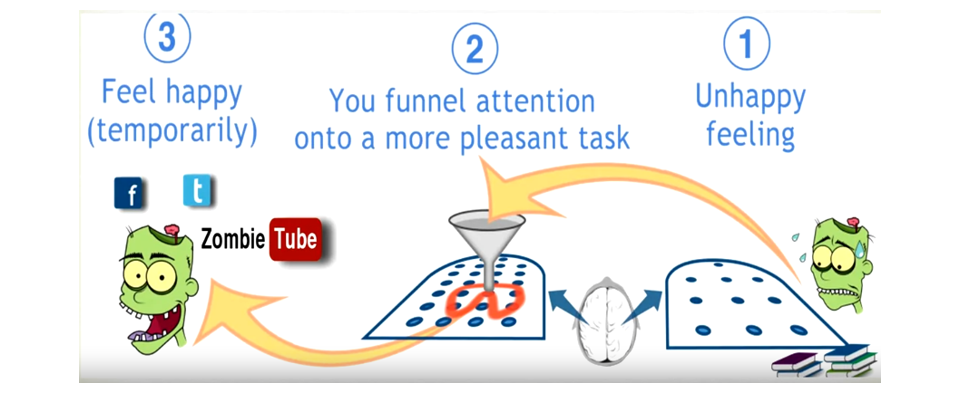 3
Feel happy
(temporarily)
2
You funnel attention
onto a more pleasant task
1
Unhappy
feeling
f
t
Zombie Tube